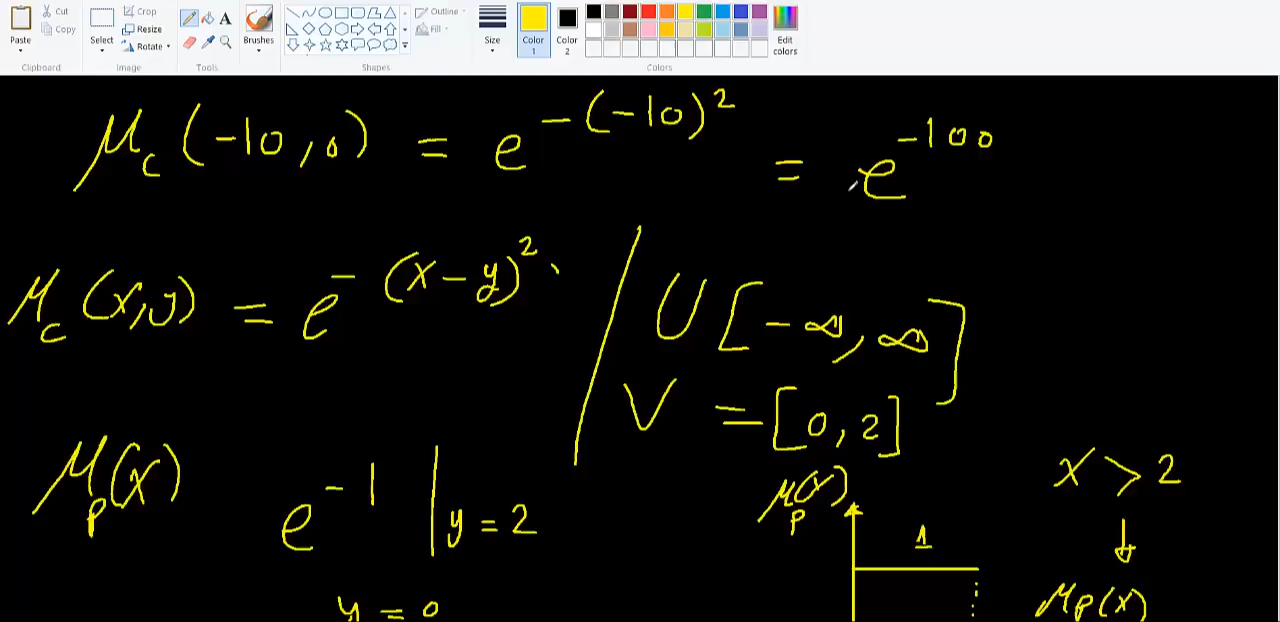 Paste
Cut
Copy
Clipboard
Select
Crop
Resize
Rotate
Image
A
Tools
Brushes
Outline
Fill
Shapes
Size
Color 1
Color 2
Edit colors
Colors
μc(-10,0) = e^-(-10)^2 = e^-100
μc(x,y) = e^-(x-y)^2
U[-∞,∞]
V = [0,2]
μp(x)
e^-1 | y = 2
y = 0
μp(x)
1
x > 2
↓
μp(x)